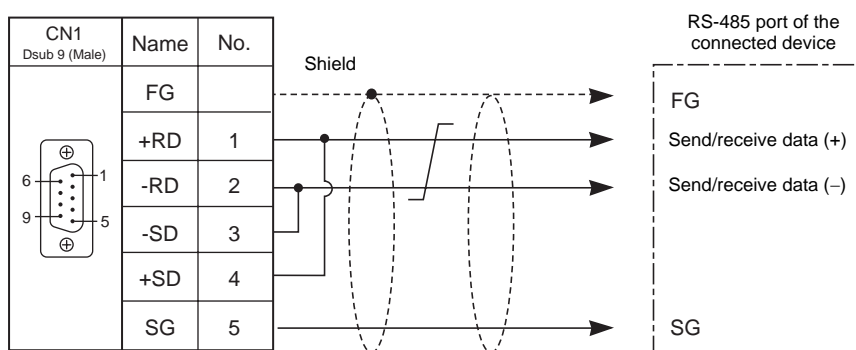 CN1
Dsub 9 (Male)
Name
No.
Shield
RS-485 port of the
connected device
FG
FG
+RD
1
Send/receive data (+)
-RD
2
Send/receive data (−)
-SD
3
+SD
4
SG
5
SG
6
1
9
5